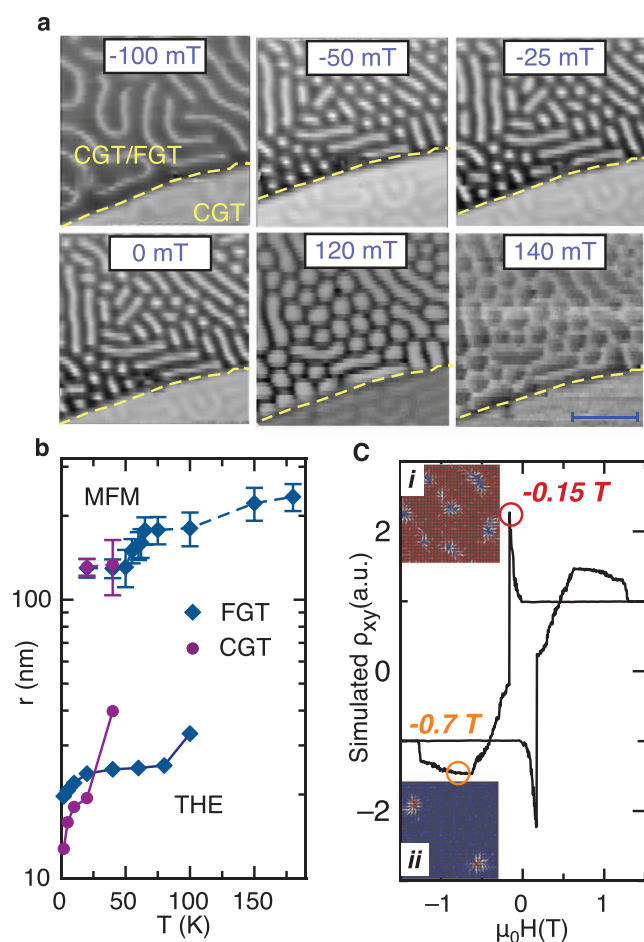 a
-100 mT
-50 mT
-25 mT
CGT/FGT
CGT
0 mT
120 mT
140 mT
b
MFM
100
FGT
CGT
r (nm)
THE
10
0
50
100
150
T (K)
c
i
-0.15 T
2
Simulated ρxy(a.u.)
0
-0.7 T
−2
ii
−1
0
1
μ0H(T)